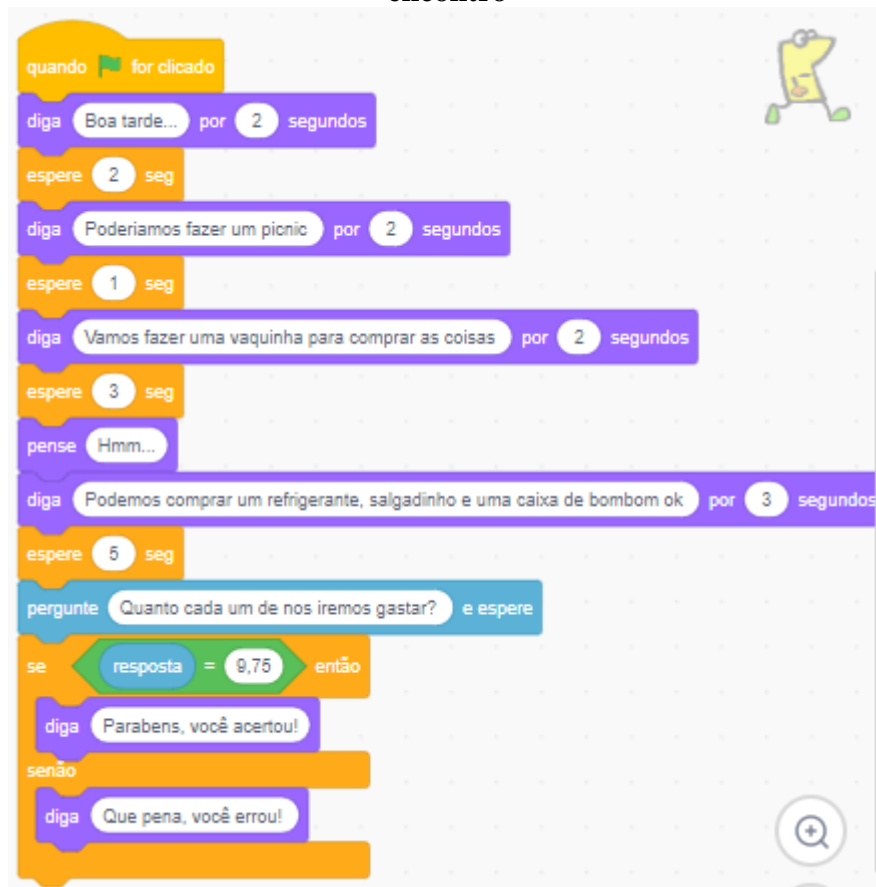 encontro
quando for clicado
diga Boa tarde... por 2 segundos
espere 2 seg
diga Poderiamos fazer um picnic por 2 segundos
espere 1 seg
diga Vamos fazer uma vaquinha para comprar as coisas por 2 segundos
espere 3 seg
pense Hmm...
diga Podemos comprar um refrigerante, salgadinho e uma caixa de bombom ok por 3 segundos
espere 5 seg
pergunte Quanto cada um de nos iremos gastar? e espere
se resposta = 9,75 então
diga Parabens, você acertou!
senão
diga Que pena, você errou!